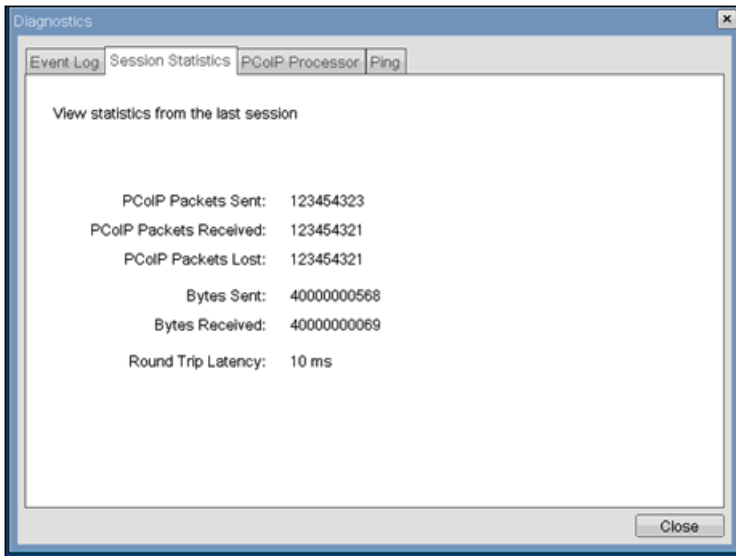 Diagnostics
Event Log Session Statistics PCoIP Processor Ping
View statistics from the last session
PCoIP Packets Sent: 123454323
PCoIP Packets Received: 123454321
PCoIP Packets Lost: 123454321
Bytes Sent: 40000000568
Bytes Received: 40000000069
Round Trip Latency: 10 ms
Close